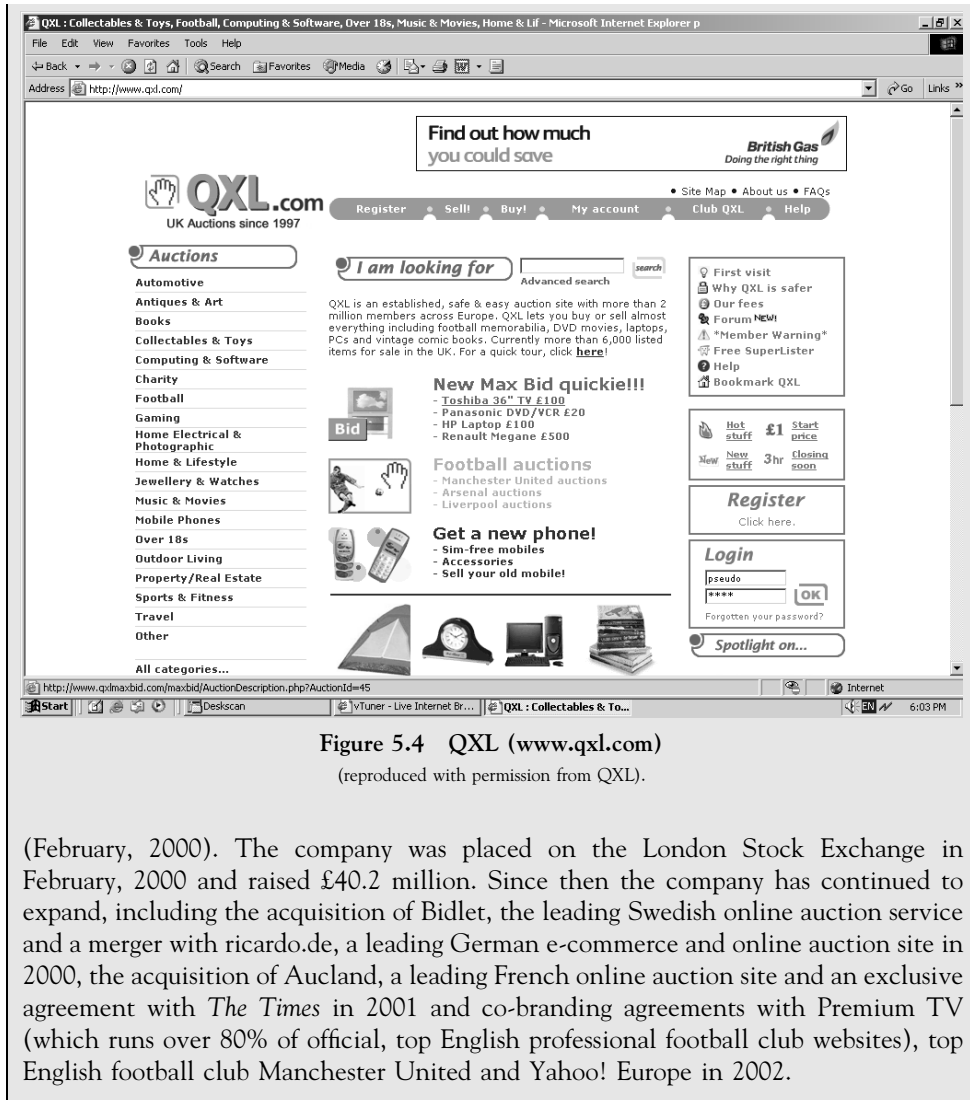 QXL : Collectables & Toys, Football, Computing & Software, Over 18s, Music & Movies, Home & Lif - Microsoft Internet Explorer p
File Edit View Favorites Tools Help
Back Search Favorites Media
Address http://www.qxl.com/ Go Links »
Find out how much
you could save
British Gas
Doing the right thing
QXL.com
UK Auctions since 1997
• Site Map • About us • FAQs
Register Sell! Buy! My account Club QXL Help
Auctions
Automotive
Antiques & Art
Books
Collectables & Toys
Computing & Software
Charity
Football
Gaming
Home Electrical &
Photographic
Home & Lifestyle
Jewellery & Watches
Music & Movies
Mobile Phones
Over 18s
Outdoor Living
Property/Real Estate
Sports & Fitness
Travel
Other
All categories...
I am looking for search
Advanced search
QXL is an established, safe & easy auction site with more than 2
million members across Europe. QXL lets you buy or sell almost
everything including football memorabilia, DVD movies, laptops,
PCs and vintage comic books. Currently more than 6,000 listed
items for sale in the UK. For a quick tour, click here!
Bid
New Max Bid quickie!!!
- Toshiba 36" TV £100
- Panasonic DVD/VCR £20
- HP Laptop £100
- Renault Megane £500
Football auctions
- Manchester United auctions
- Arsenal auctions
- Liverpool auctions
Get a new phone!
- Sim-free mobiles
- Accessories
- Sell your old mobile!
First visit
Why QXL is safer
Our fees
Forum NEW!
*Member Warning*
Free SuperLister
Help
Bookmark QXL
Hot
stuff
£1 Start
price
New New
stuff
3hr Closing
soon
Register
Click here.
Login
pseudo
**** OK
Forgotten your password?
Spotlight on...
http://www.qxlmaxbid.com/maxbid/AuctionDescription.php?AuctionId=45 Internet
Start Deskscan vTuner - Live Internet Br... QXL : Collectables & To... EN 6:03 PM
Figure 5.4 QXL (www.qxl.com)
(reproduced with permission from QXL).
(February, 2000). The company was placed on the London Stock Exchange in
February, 2000 and raised £40.2 million. Since then the company has continued to
expand, including the acquisition of Bidlet, the leading Swedish online auction service
and a merger with ricardo.de, a leading German e-commerce and online auction site in
2000, the acquisition of Aucland, a leading French online auction site and an exclusive
agreement with The Times in 2001 and co-branding agreements with Premium TV
(which runs over 80% of official, top English professional football club websites), top
English football club Manchester United and Yahoo! Europe in 2002.